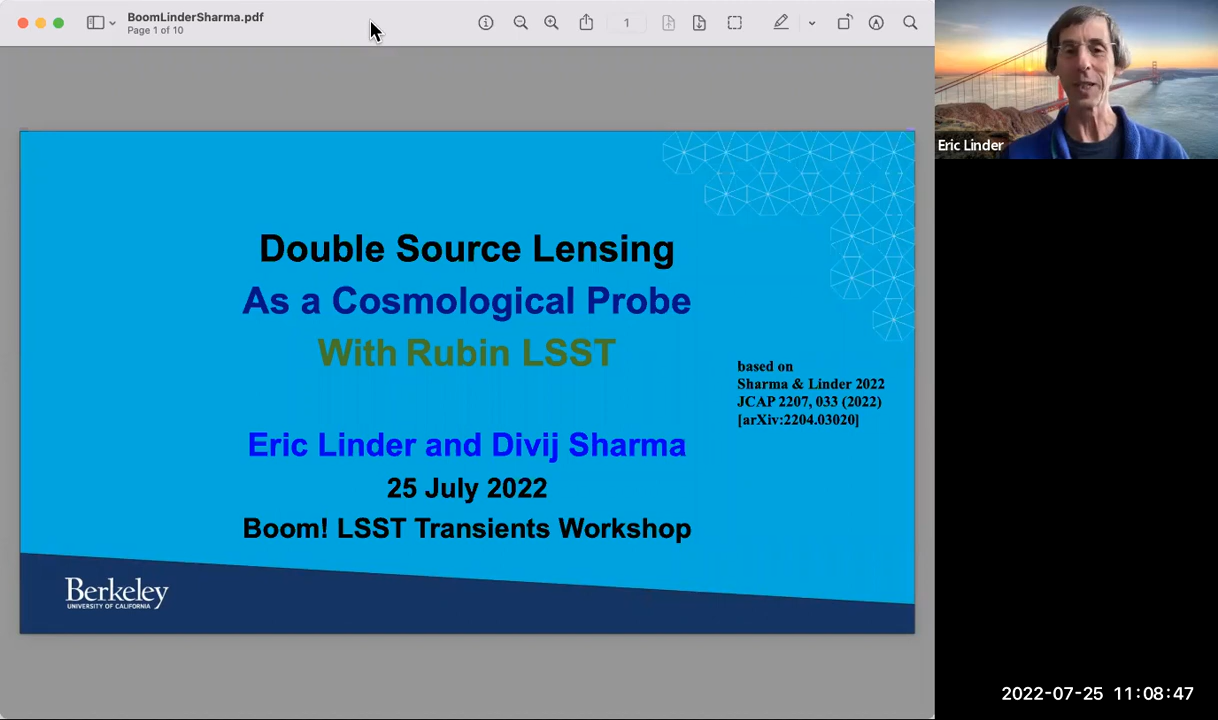 BoomLinderSharma.pdf
Page 1 of 10
1
Eric Linder
Double Source Lensing
As a Cosmological Probe
With Rubin LSST
based on
Sharma & Linder 2022
JCAP 2207, 033 (2022)
[arXiv:2204.03020]
Eric Linder and Divij Sharma
25 July 2022
Boom! LSST Transients Workshop
Berkeley
UNIVERSITY OF CALIFORNIA
2022-07-25 11:08:47